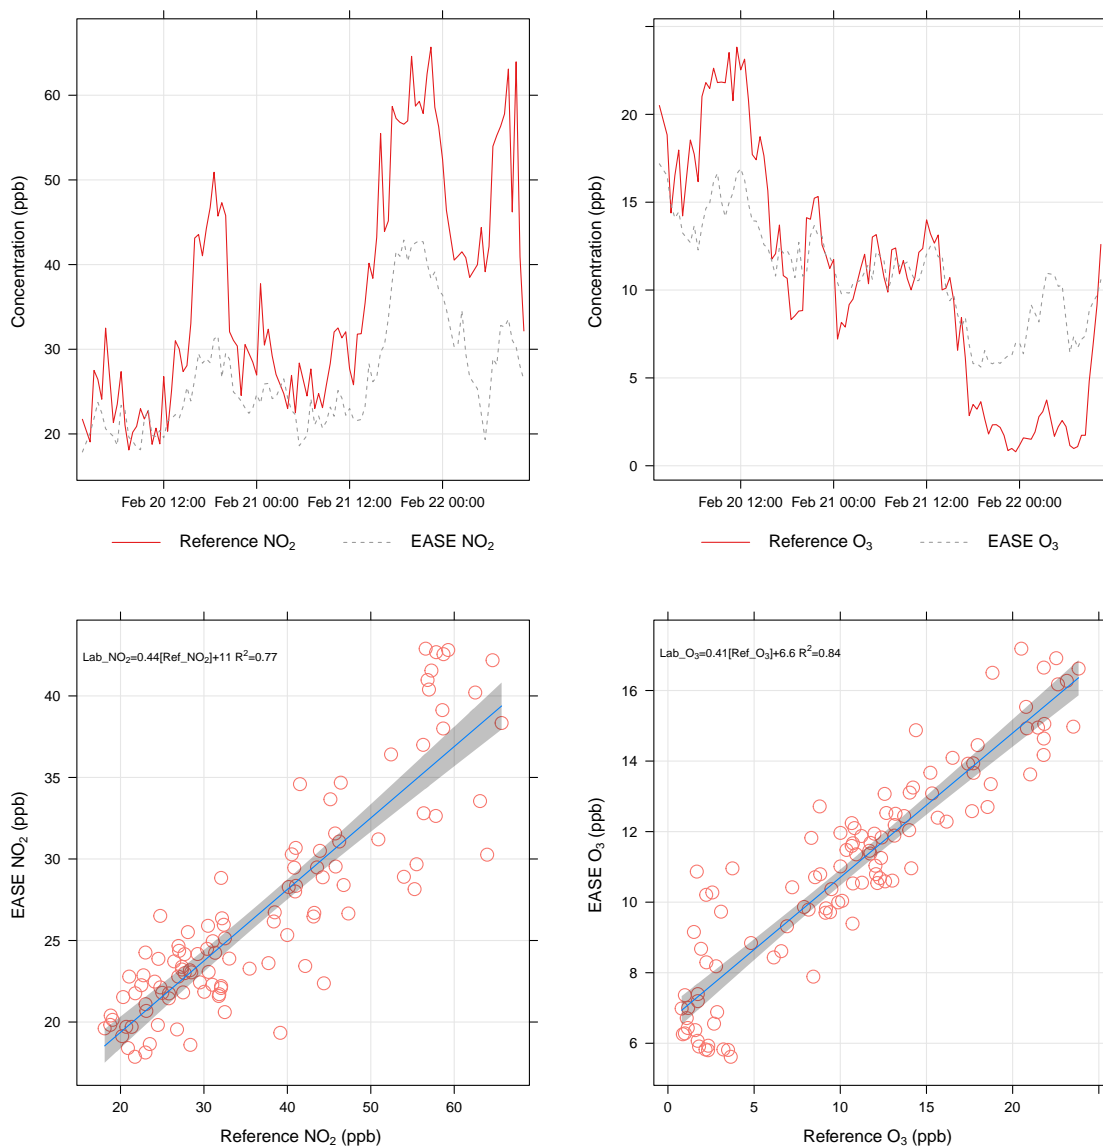 60
50
40
30
20
Concentration (ppb)
Feb 20 12:00 Feb 21 00:00 Feb 21 12:00 Feb 22 00:00
Reference NO₂ EASE NO₂
20
15
10
5
0
Concentration (ppb)
Feb 20 12:00 Feb 21 00:00 Feb 21 12:00 Feb 22 00:00
Reference O₃ EASE O₃
Lab_NO₂=0.44[Ref_NO₂]+11 R²=0.77
40
35
30
25
20
EASE NO₂ (ppb)
20 30 40 50 60
Reference NO₂ (ppb)
Lab_O₃=0.41[Ref_O₃]+6.6 R²=0.84
16
14
12
10
8
6
EASE O₃ (ppb)
0 5 10 15 20
Reference O₃ (ppb)